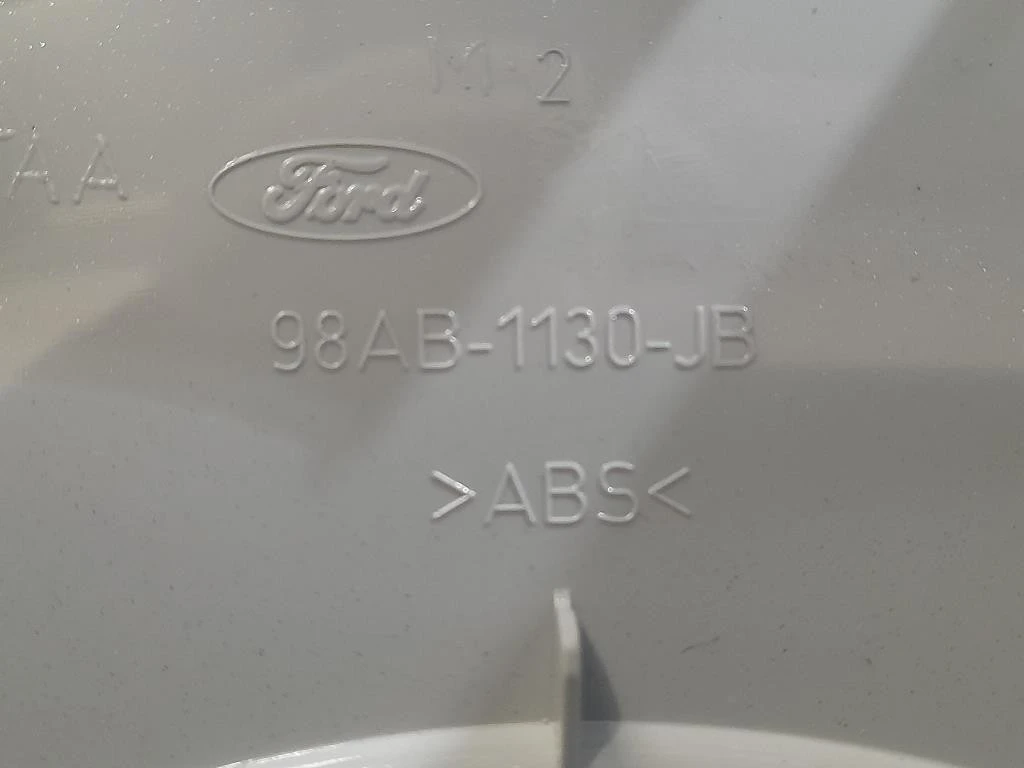 M 2
AA
Ford
98AB-1130-JB
>ABS<